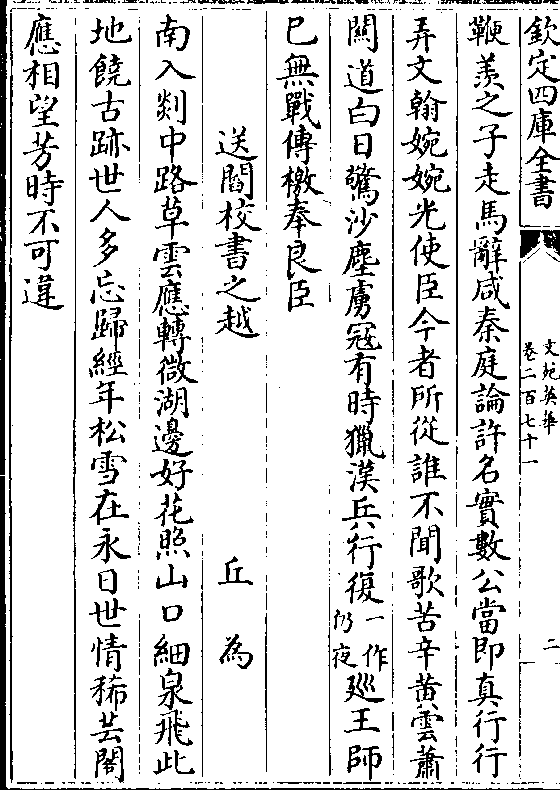 欽定四庫全書
文苑英華
卷二百七十一
二
鞭羨之子走馬辭咸秦庭論許名實數公當即真行行
弄文翰婉婉光使臣今者所從誰不聞歌苦辛黄雲蕭
闗道白日驚沙塵虜冦有時獵漢兵行復一作仍夜廵王師
已無戰傳檄奉良臣
送閻校書之越
丘為
南入剡中路草雲應轉微湖邊好花照山口細泉飛此
地饒古跡世人多忘歸經年松雪在永日世情稀芸閣
應相望芳時不可違